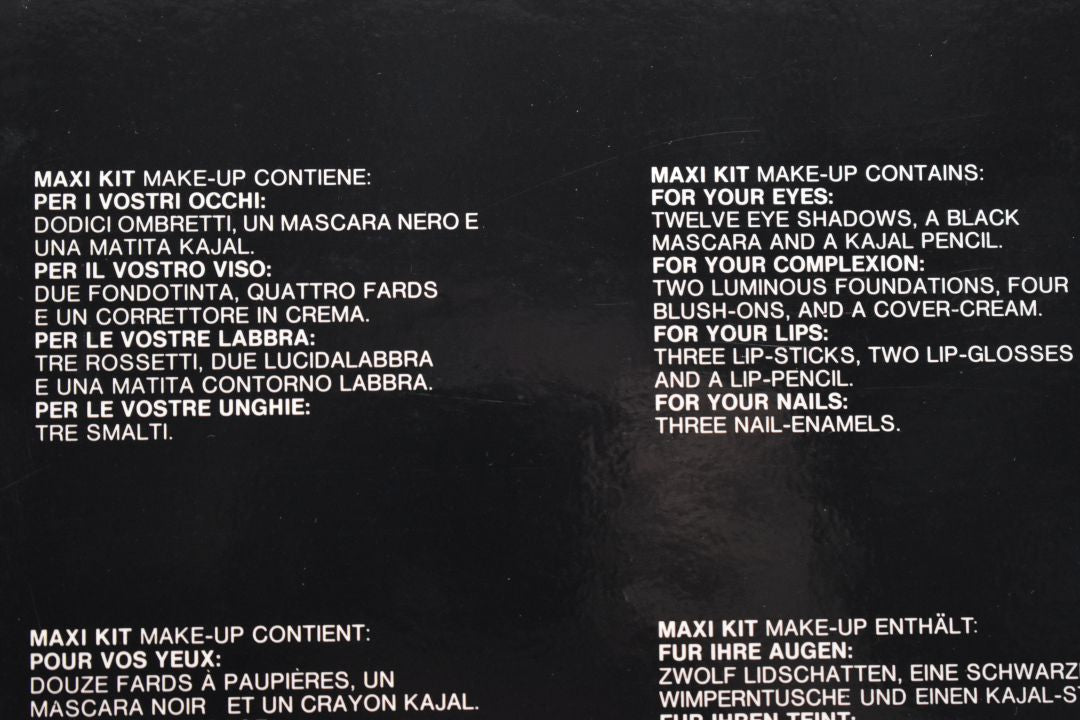 MAXI KIT MAKE-UP CONTIENE:
PER I VOSTRI OCCHI:
DODICI OMBRETTI, UN MASCARA NERO E
UNA MATITA KAJAL.
PER IL VOSTRO VISO:
DUE FONDOTINTA, QUATTRO FARDS
E UN CORRETTORE IN CREMA.
PER LE VOSTRE LABBRA:
TRE ROSSETTI, DUE LUCIDALABBRA
E UNA MATITA CONTORNO LABBRA.
PER LE VOSTRE UNGHIE:
TRE SMALTI.
MAXI KIT MAKE-UP CONTAINS:
FOR YOUR EYES:
TWELVE EYE SHADOWS, A BLACK
MASCARA AND A KAJAL PENCIL.
FOR YOUR COMPLEXION:
TWO LUMINOUS FOUNDATIONS, FOUR
BLUSH-ONS, AND A COVER-CREAM.
FOR YOUR LIPS:
THREE LIP-STICKS, TWO LIP-GLOSSES
AND A LIP-PENCIL.
FOR YOUR NAILS:
THREE NAIL-ENAMELS.
MAXI KIT MAKE-UP CONTIENT:
POUR VOS YEUX:
DOUZE FARDS À PAUPIÈRES, UN
MASCARA NOIR ET UN CRAYON KAJAL.
MAXI KIT MAKE-UP ENTHÄLT:
FUR IHRE AUGEN:
ZWOLF LIDSCHATTEN, EINE SCHWARZ
WIMPERNTUSCHE UND EINEN KAJAL-S
FUR IHREN TEINT: